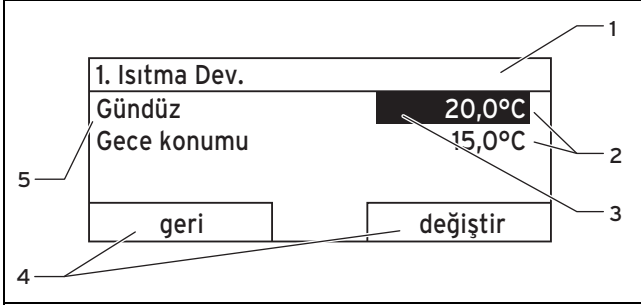 1
1. Isıtma Dev.
Gündüz 20,0°C
Gece konumu 15,0°C
2
5
3
geri değiştir
4